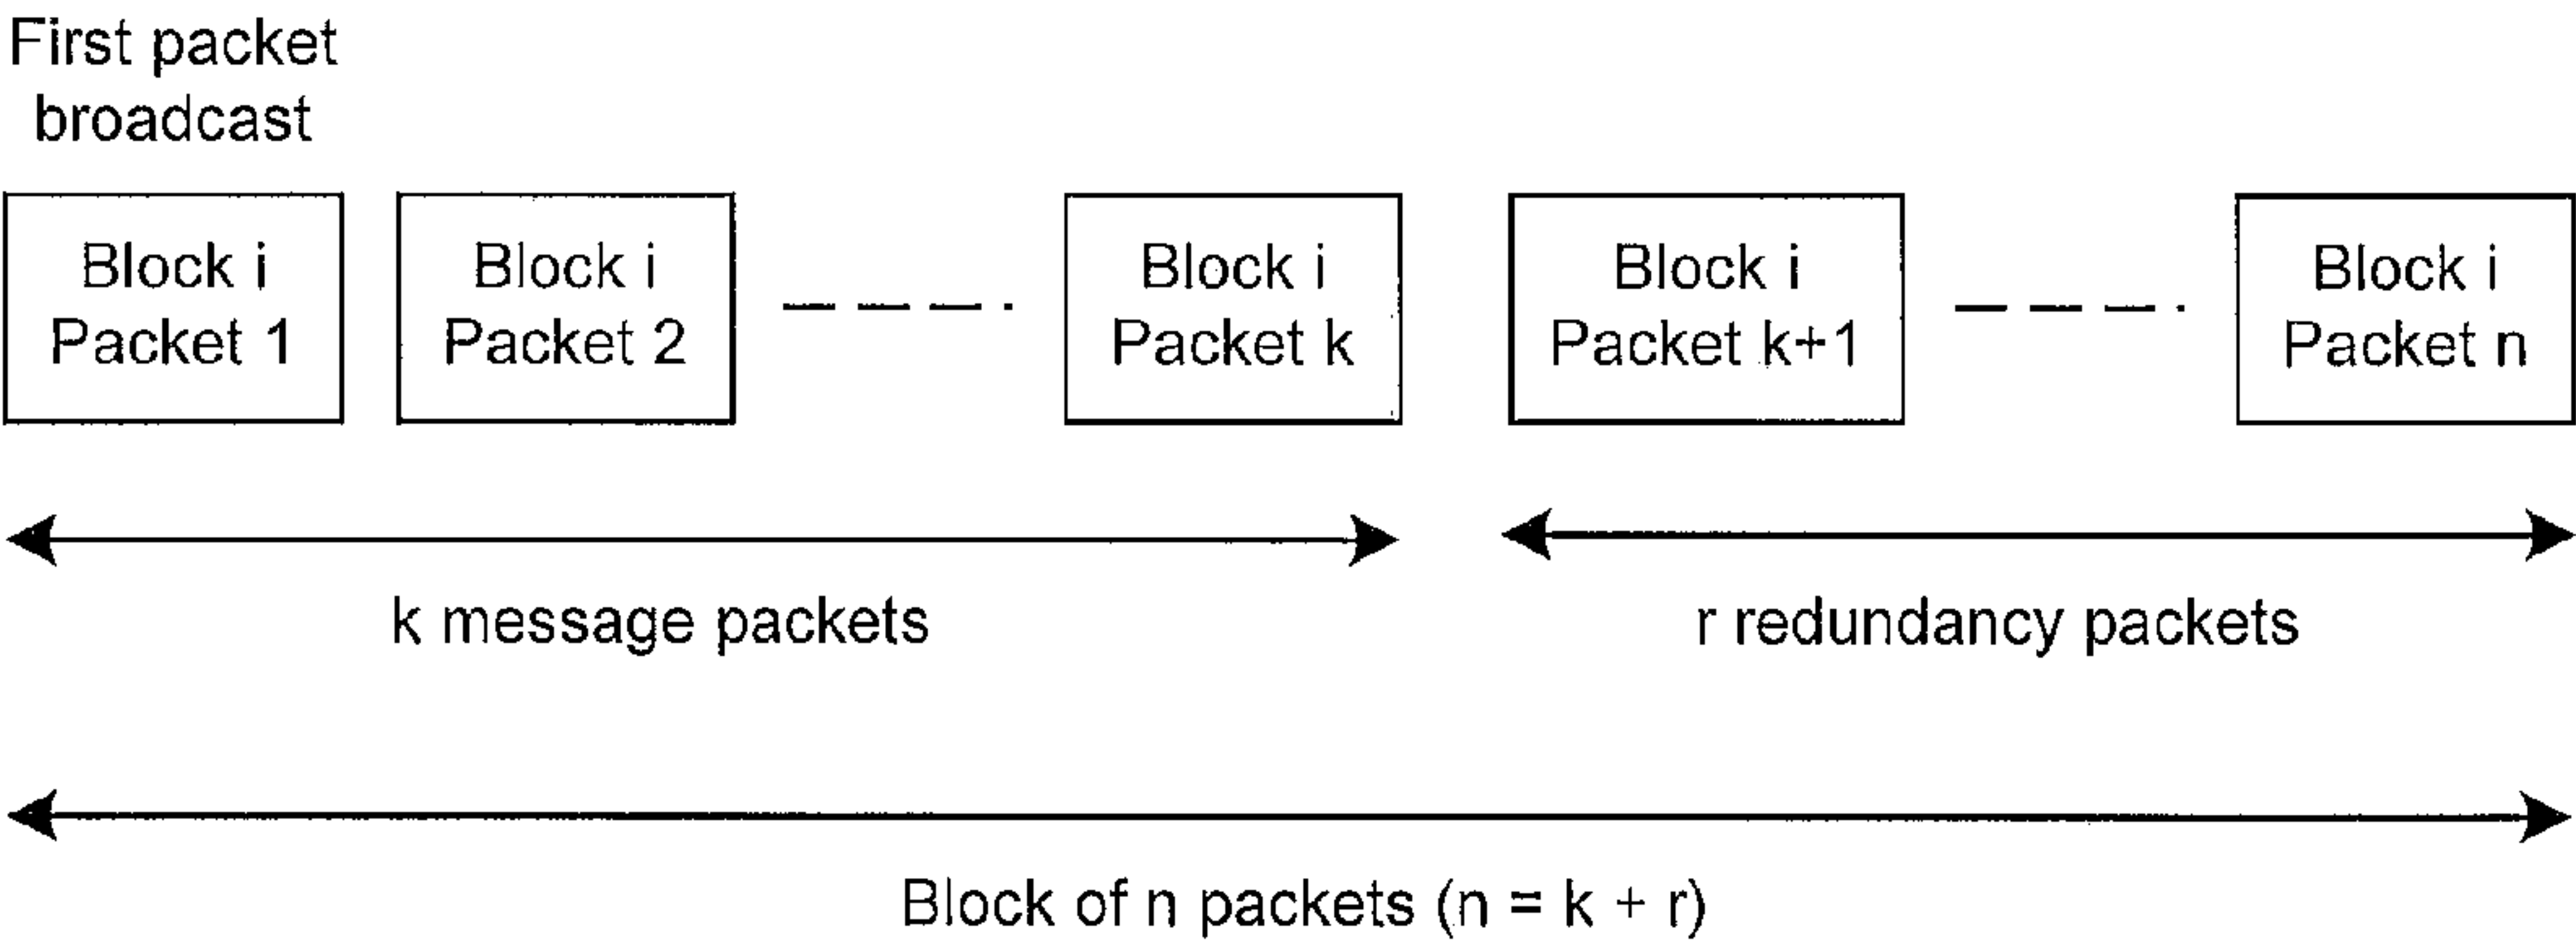 First packet
broadcast
Block i
Packet 1
Block i
Packet 2
Block i
Packet k
Block i
Packet k+1
Block i
Packet n
k message packets
r redundancy packets
Block of n packets (n = k + r)